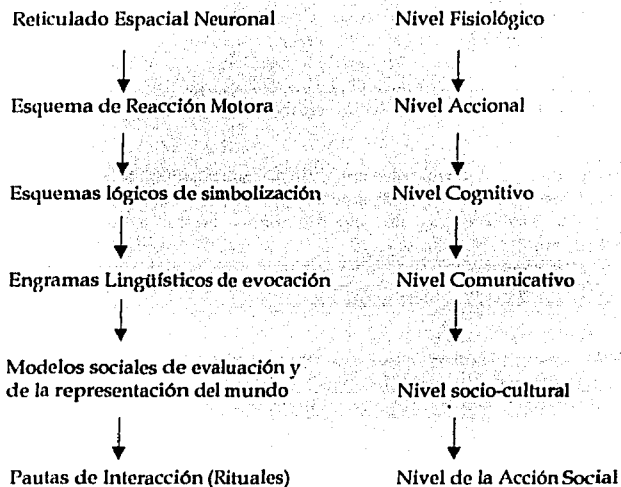 Reticulado Espacial Neuronal Nivel Fisiológico
Esquema de Reacción Motora Nivel Accional
Esquemas lógicos de simbolización Nivel Cognitivo
Engramas Lingüísticos de evocación Nivel Comunicativo
Modelos sociales de evaluación y
de la representación del mundo Nivel socio-cultural
Pautas de Interacción (Rituales) Nivel de la Acción Social